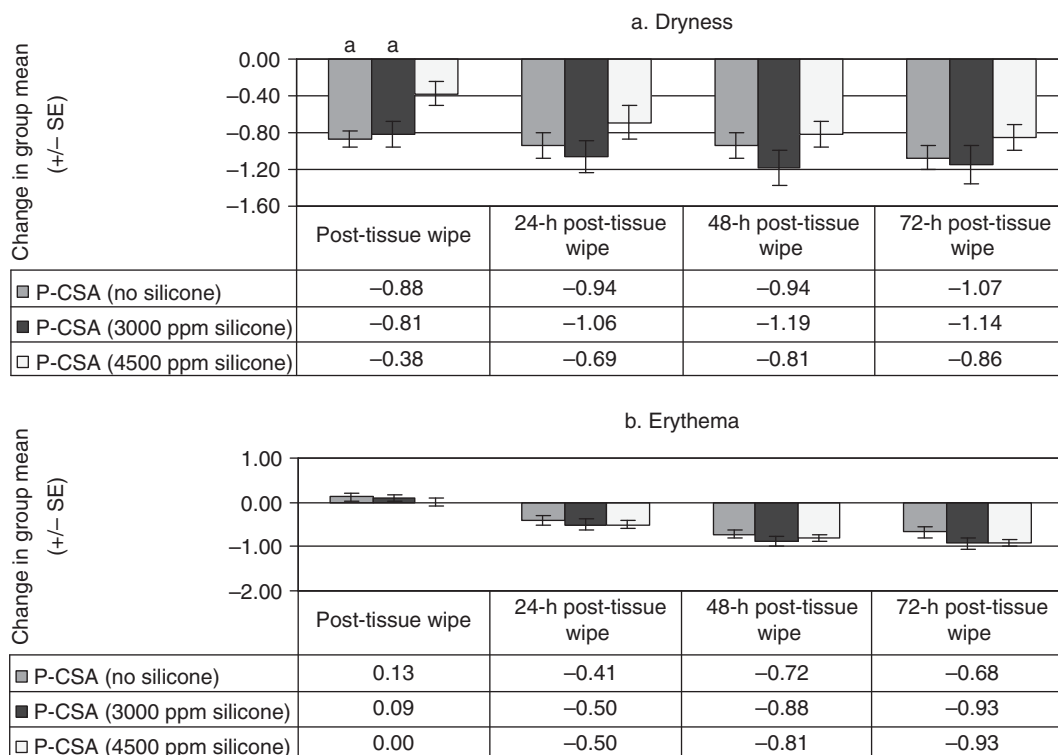 a. Dryness
Change in group mean
(+/– SE)
a a
0.00
–0.40
–0.80
–1.20
–1.60
Post-tissue wipe
24-h post-tissue
wipe
48-h post-tissue
wipe
72-h post-tissue
wipe
P-CSA (no silicone) –0.88 –0.94 –0.94 –1.07
P-CSA (3000 ppm silicone) –0.81 –1.06 –1.19 –1.14
P-CSA (4500 ppm silicone) –0.38 –0.69 –0.81 –0.86
b. Erythema
Change in group mean
(+/– SE)
1.00
0.00
–1.00
–2.00
Post-tissue wipe
24-h post-tissue
wipe
48-h post-tissue
wipe
72-h post-tissue
wipe
P-CSA (no silicone) 0.13 –0.41 –0.72 –0.68
P-CSA (3000 ppm silicone) 0.09 –0.50 –0.88 –0.93
P-CSA (4500 ppm silicone) 0.00 –0.50 –0.81 –0.93